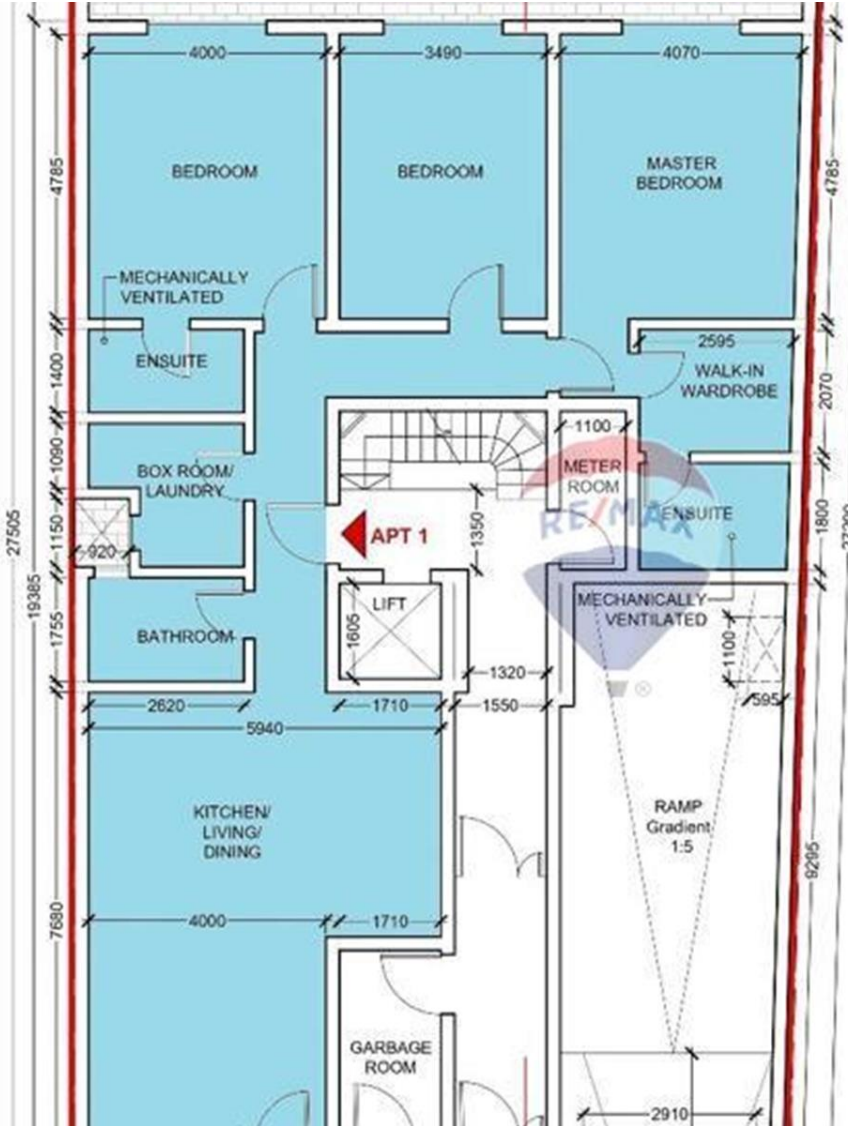 4000
3490
4070
4785
4785
BEDROOM
BEDROOM
MASTER
BEDROOM
MECHANICALLY
VENTILATED
ENSUITE
1400
2595
WALK-IN
WARDROBE
2070
1090
BOX ROOM/
LAUNDRY
1100
METER
ROOM
RE/MAX
ENSUITE
1800
27505
19385
1150
920
APT 1
1350
LIFT
1605
MECHANICALLY
VENTILATED
1755
BATHROOM
1100
1320
2620
1710
1550
595
®
5940
KITCHEN/
LIVING/
DINING
RAMP
Gradient
1:5
9295
7680
4000
1710
GARBAGE
ROOM
2910